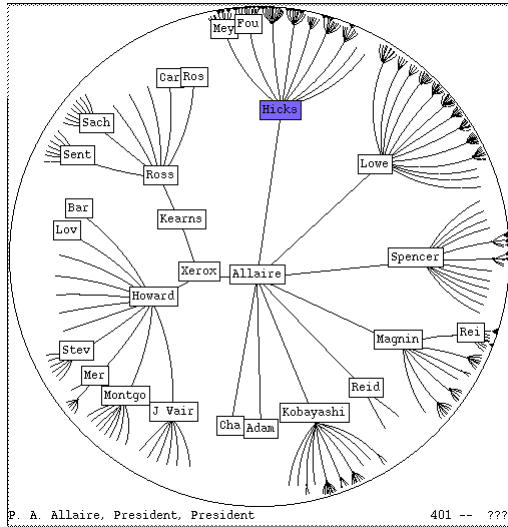 Mey Fou
Car Ros
Hicks
Sach
Sent
Lowe
Ross
Bar
Kearns
Lov
Spencer
Xerox Allaire
Howard
Rei
Magnin
Stev
Mer
Reid
Montgo
J Vair
Kobayashi
Cha Adam
P. A. Allaire, President, President 401 -- ???